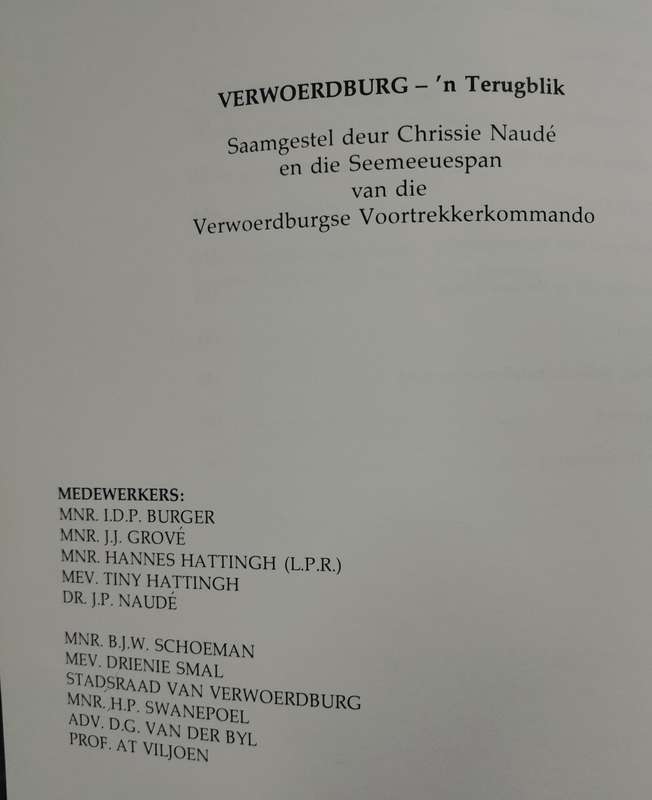 VERWOERDBURG – 'n Terugblik
Saamgestel deur Chrissie Naudé
en die Seemeeuespan
van die
Verwoerdburgse Voortrekkerkommando
MEDEWERKERS:
MNR. I.D.P. BURGER
MNR. J.J. GROVÉ
MNR. HANNES HATTINGH (L.P.R.)
MEV. TINY HATTINGH
DR. J.P. NAUDÉ
MNR. B.J.W. SCHOEMAN
MEV. DRIENIE SMAL
STADSRAAD VAN VERWOERDBURG
MNR. H.P. SWANEPOEL
ADV. D.G. VAN DER BYL
PROF. AT VILJOEN